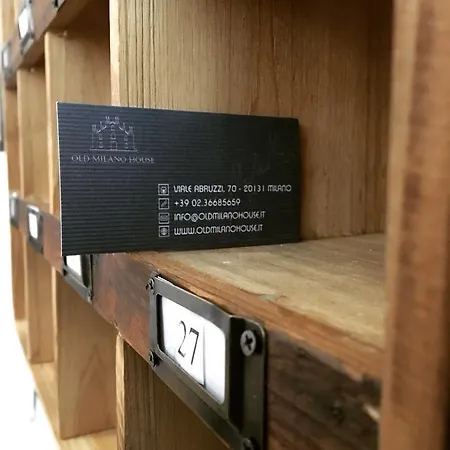 OLD MILANO HOUSE
VIALE ABRUZZI, 70 - 20131 MILANO
+39 02.36685659
INFO@OLDMILANOHOUSE.IT
WWW.OLDMILANOHOUSE.IT
27